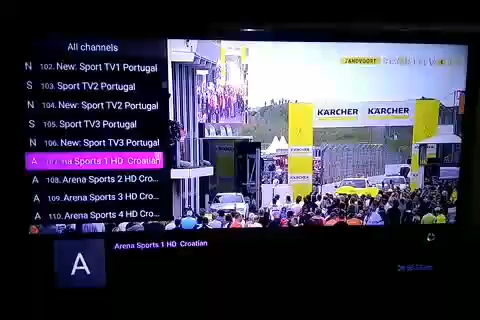 All channels
N 102. New: Sport TV1 Portugal
S 103. Sport TV2 Portugal
N 104. New: Sport TV2 Portugal
S 105. Sport TV3 Portugal
N 106. New: Sport TV3 Portugal
A Sports 1 HD Croatian
A 108. Arena Sports 2 HD Cro...
A 109. Arena Sports 3 HD Cro...
A 110. Arena Sports 4 HD Cro...
ZANDVOORT
KÄRCHER KÄRCHER
A
Arena Sports 1 HD Croatian